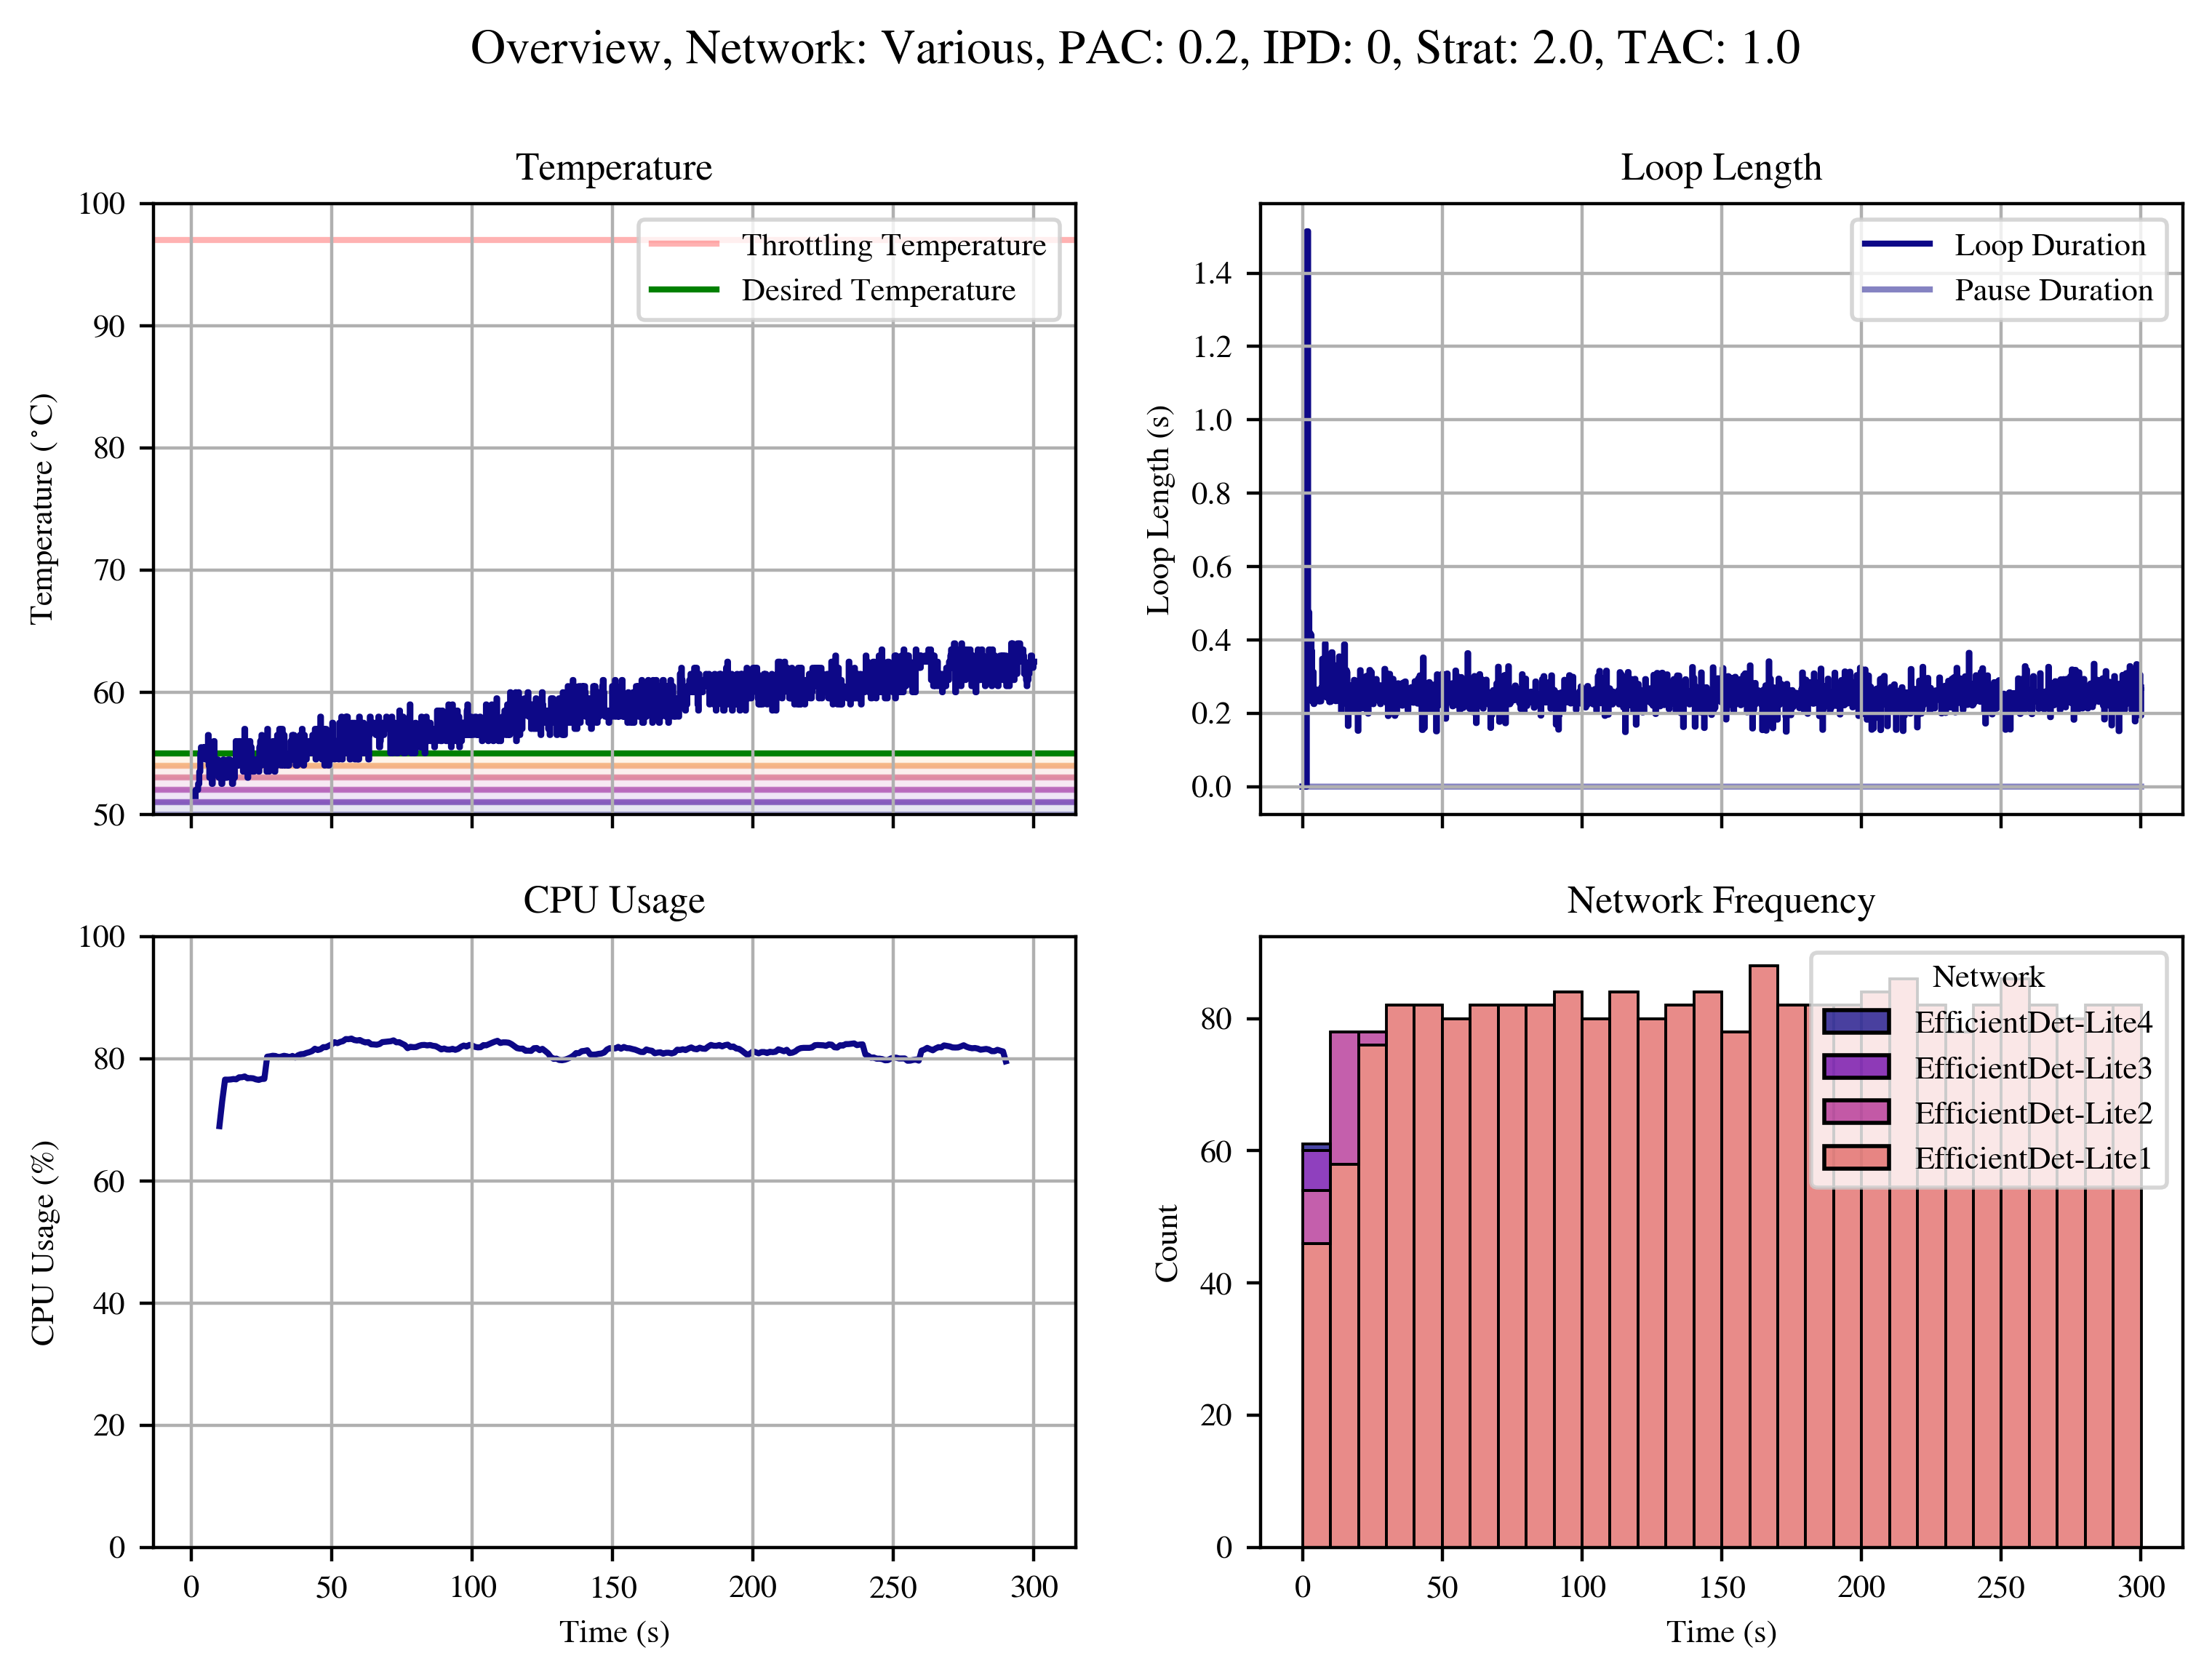 Overview, Network: Various, PAC: 0.2, IPD: 0, Strat: 2.0, TAC: 1.0
Temperature
100
90
80
70
60
50
Temperature (°C)
Throttling Temperature
Desired Temperature
Loop Length
1.4
1.2
1.0
0.8
0.6
0.4
0.2
0.0
Loop Length (s)
Loop Duration
Pause Duration
CPU Usage
100
80
60
40
20
0
CPU Usage (%)
0 50 100 150 200 250 300
Time (s)
Network Frequency
80
60
40
20
0
Count
Network
EfficientDet-Lite4
EfficientDet-Lite3
EfficientDet-Lite2
EfficientDet-Lite1
0 50 100 150 200 250 300
Time (s)